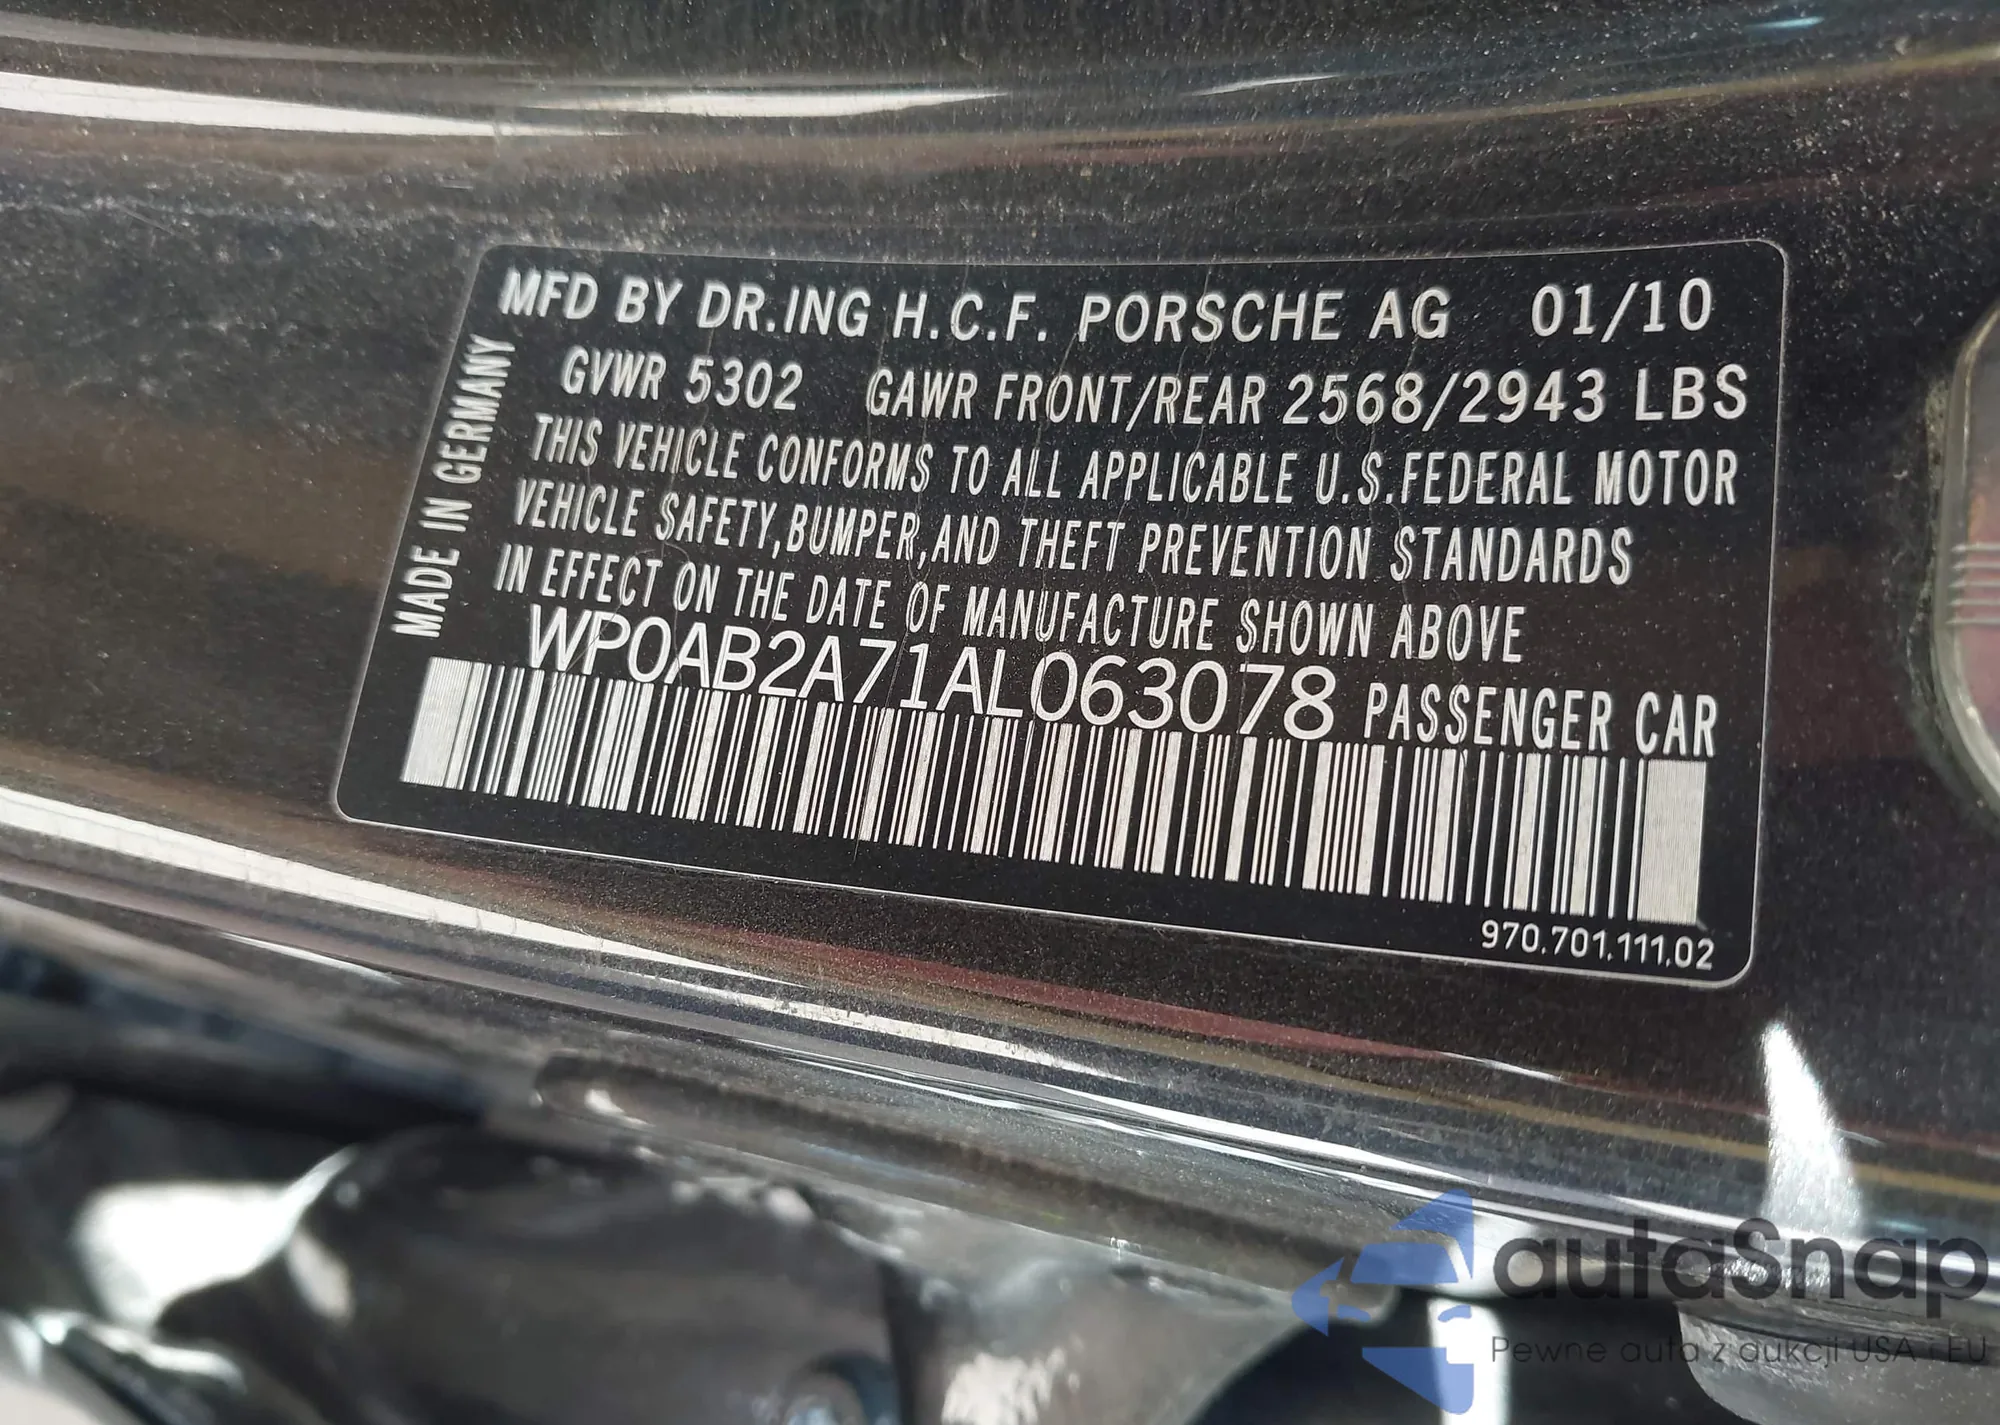 MFD BY DR.ING H.C.F. PORSCHE AG 01/10
GVWR 5302 GAWR FRONT/REAR 2568/2943 LBS
THIS VEHICLE CONFORMS TO ALL APPLICABLE U.S.FEDERAL MOTOR
VEHICLE SAFETY,BUMPER,AND THEFT PREVENTION STANDARDS
IN EFFECT ON THE DATE OF MANUFACTURE SHOWN ABOVE
WP0AB2A71AL063078 PASSENGER CAR
MADE IN GERMANY
970.701.111.02
autaSnap
Pewne auta z aukcji USA i EU